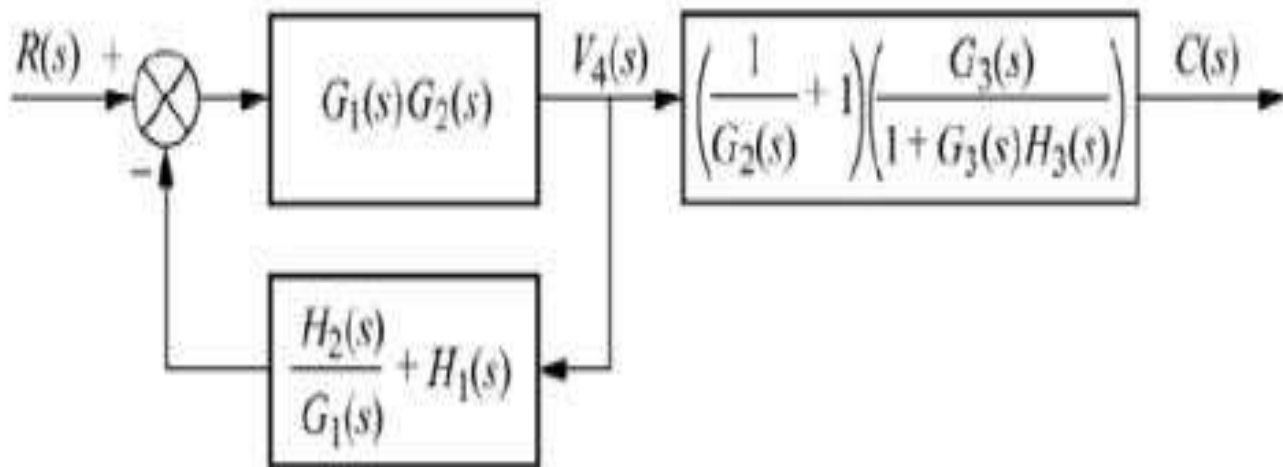 R(s) +
−
G₁(s)G₂(s)
V₄(s)
(1/G₂(s) + 1)(G₃(s)/(1 + G₃(s)H₃(s)))
C(s)
H₂(s)/G₁(s) + H₁(s)